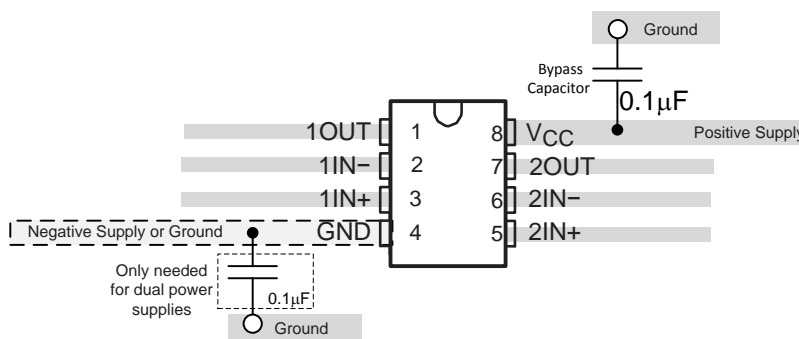 Ground
Bypass
Capacitor
0.1μF
1OUT 1 8 VCC Positive Supply
1IN− 2 7 2OUT
1IN+ 3 6 2IN−
Negative Supply or Ground GND 4 5 2IN+
Only needed
for dual power
supplies
0.1μF
Ground